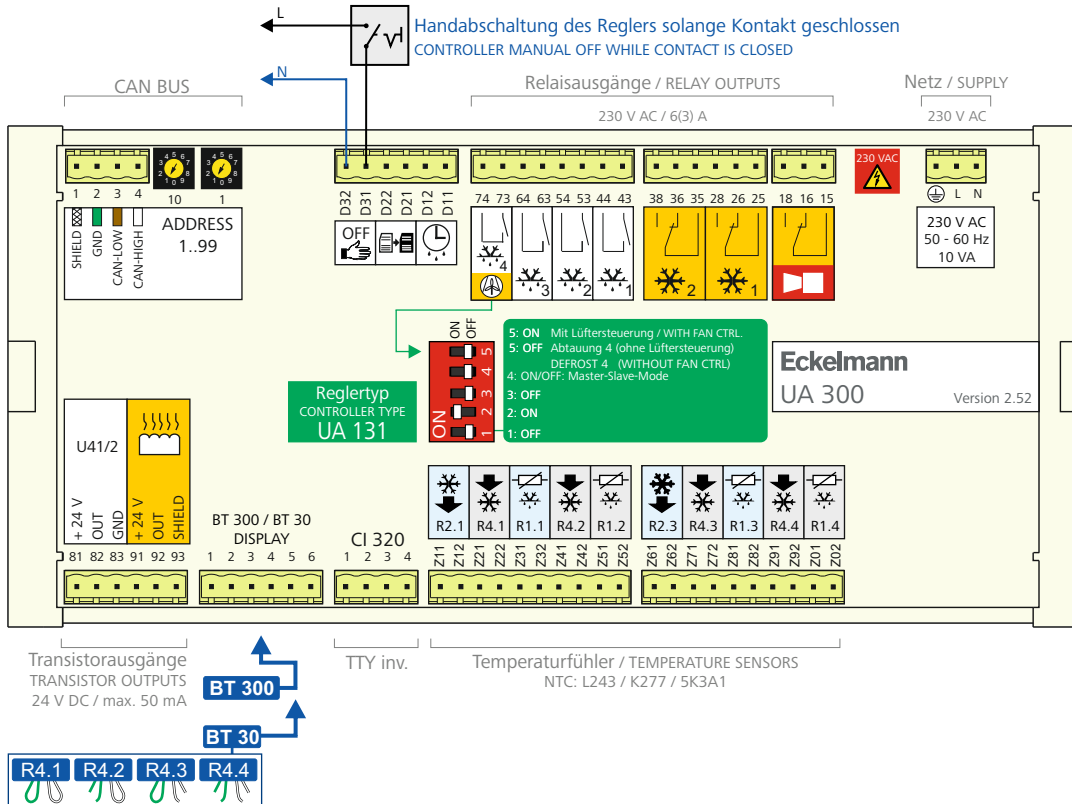 L
Handabschaltung des Reglers solange Kontakt geschlossen
CONTROLLER MANUAL OFF WHILE CONTACT IS CLOSED
N
CAN BUS
Relaisausgänge / RELAY OUTPUTS
230 V AC / 6(3) A
Netz / SUPPLY
230 V AC
230 VAC
1 2 3 4
10 1
SHIELD
GND
CAN-LOW
CAN-HIGH
ADDRESS
1..99
D32 D31 D22 D21 D12 D11
OFF
74 73 64 63 54 53 44 43
4 3 2 1
38 36 35 28 26 25
2 1
18 16 15
L N
230 V AC
50 - 60 Hz
10 VA
ON
OFF
5
4
3
2
1
ON
Reglertyp
CONTROLLER TYPE
UA 131
5: ON Mit Lüftersteuerung / WITH FAN CTRL.
5: OFF Abtauung 4 (ohne Lüftersteuerung)
DEFROST 4 (WITHOUT FAN CTRL)
4: ON/OFF: Master-Slave-Mode
3: OFF
2: ON
1: OFF
Eckelmann
UA 300
Version 2.52
U41/2
+ 24 V
OUT
GND
+ 24 V
OUT
SHIELD
81 82 83 91 92 93
BT 300 / BT 30
DISPLAY
1 2 3 4 5 6
CI 320
1 2 3 4
R2.1 R4.1 R1.1 R4.2 R1.2
Z11 Z12 Z21 Z22 Z31 Z32 Z41 Z42 Z51 Z52
R2.3 R4.3 R1.3 R4.4 R1.4
Z61 Z62 Z71 Z72 Z81 Z82 Z91 Z92 Z01 Z02
Transistorausgänge
TRANSISTOR OUTPUTS
24 V DC / max. 50 mA
TTY inv.
Temperaturfühler / TEMPERATURE SENSORS
NTC: L243 / K277 / 5K3A1
BT 300
BT 30
R4.1 R4.2 R4.3 R4.4